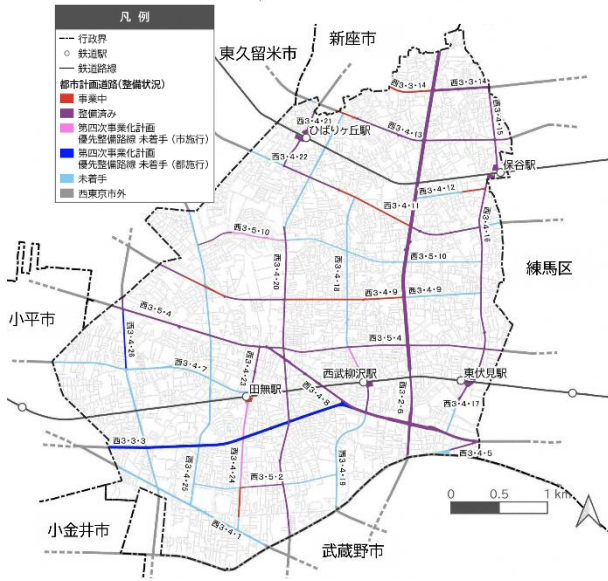 凡 例
行政界
鉄道駅
鉄道路線
都市計画道路(整備状況)
事業中
整備済み
第四次事業化計画
優先整備路線 未着手(市施行)
第四次事業化計画
優先整備路線 未着手(都施行)
未着手
西東京市外
新座市
東久留米市
西3・3・14
西3・3・14
西3・4・21
ひばりヶ丘駅
西3・4・13
西3・4・15
西3・4・22
保谷駅
西3・4・12
西3・4・11
西3・4・16
西3・5・10
西3・5・10
練馬区
西3・4・20
西3・4・18
西3・4・9
西3・4・9
小平市
西3・5・4
西3・5・4
西3・4・26
西3・4・7
西3・4・23
西武柳沢駅
東伏見駅
田無駅
西3・4・8
西3・2・6
西3・4・17
西3・3・3
西3・4・5
西3・4・25
西3・4・24
西3・5・2
西3・4・18
西3・4・1
小金井市
武蔵野市
0 0.5 1 km